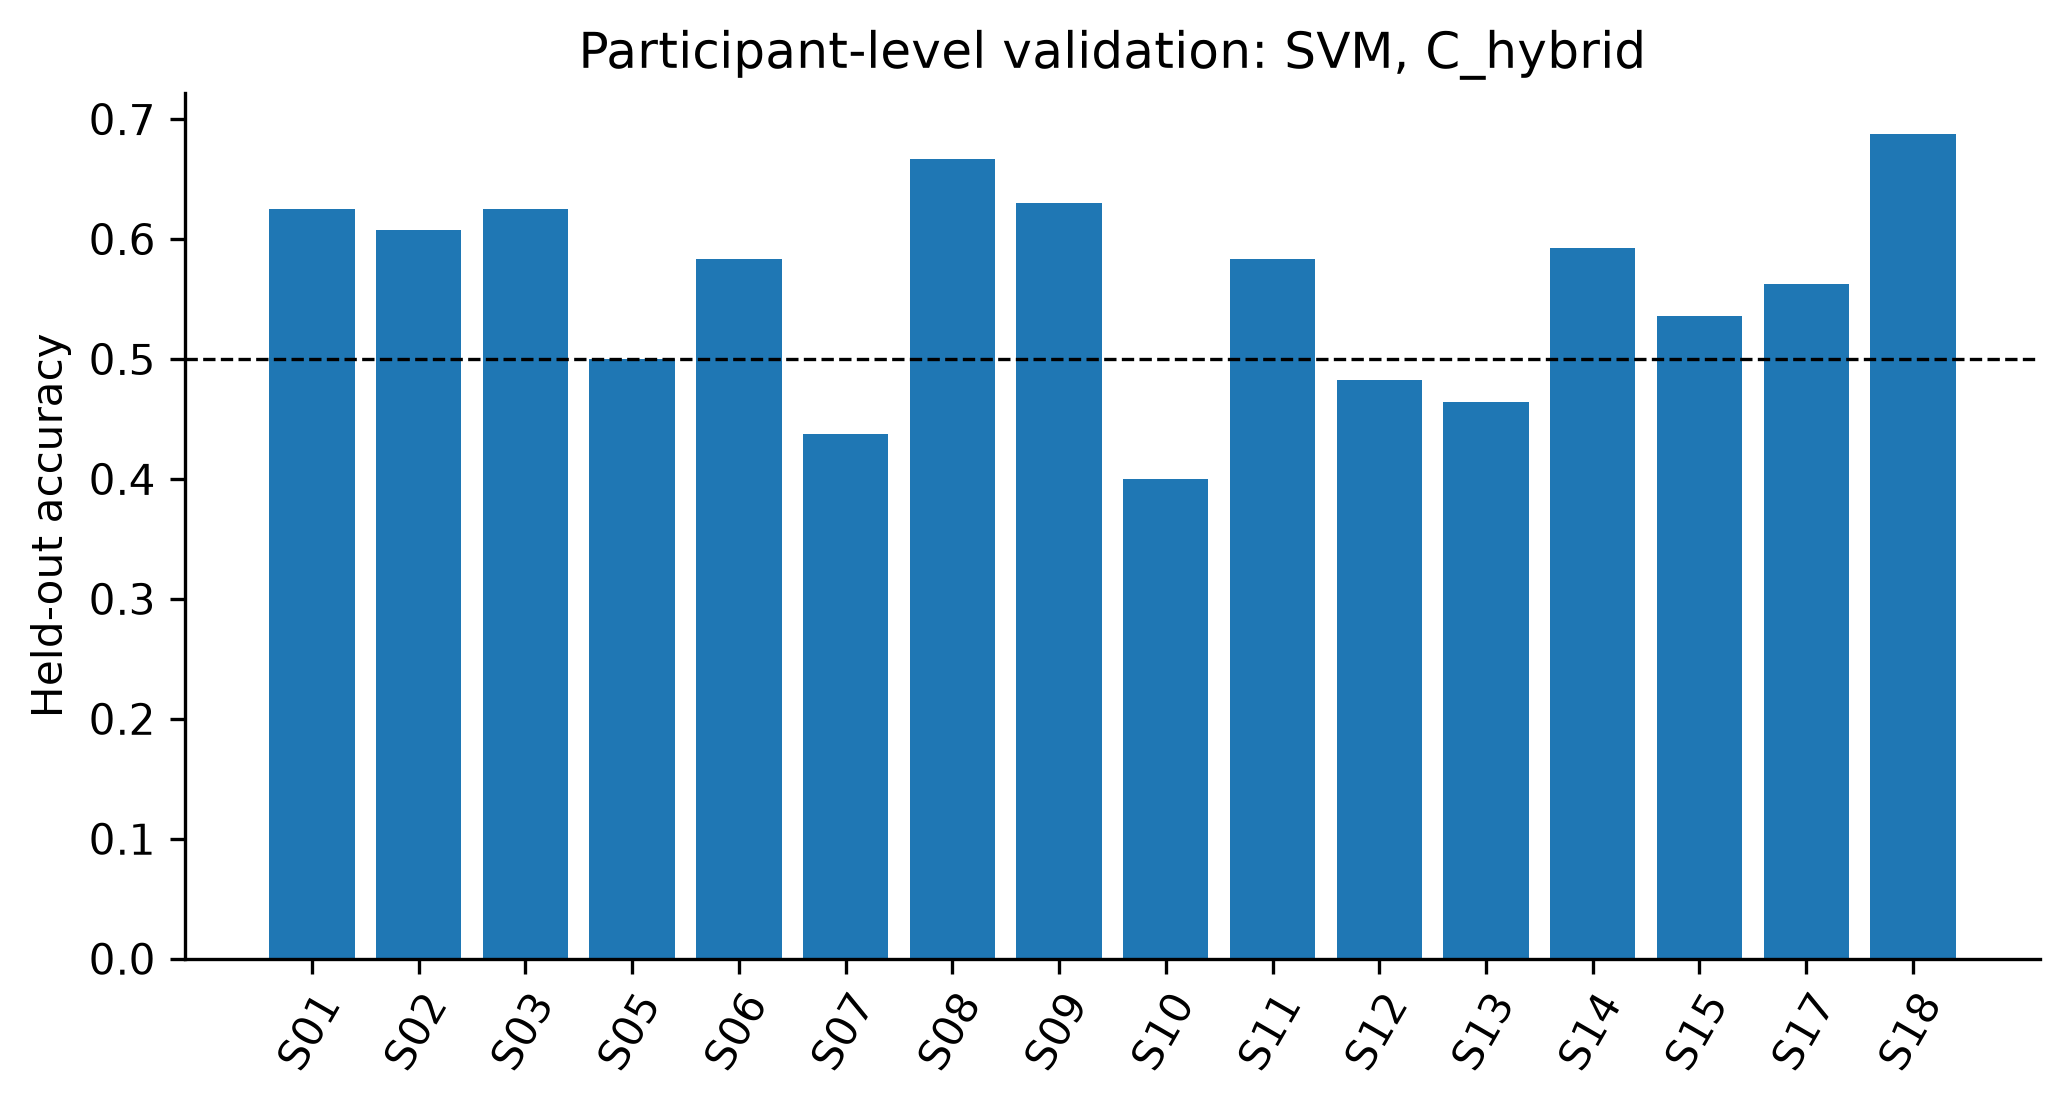 Participant-level validation: SVM, C_hybrid
Held-out accuracy
0.7
0.6
0.5
0.4
0.3
0.2
0.1
0.0
S01 S02 S03 S05 S06 S07 S08 S09 S10 S11 S12 S13 S14 S15 S17 S18